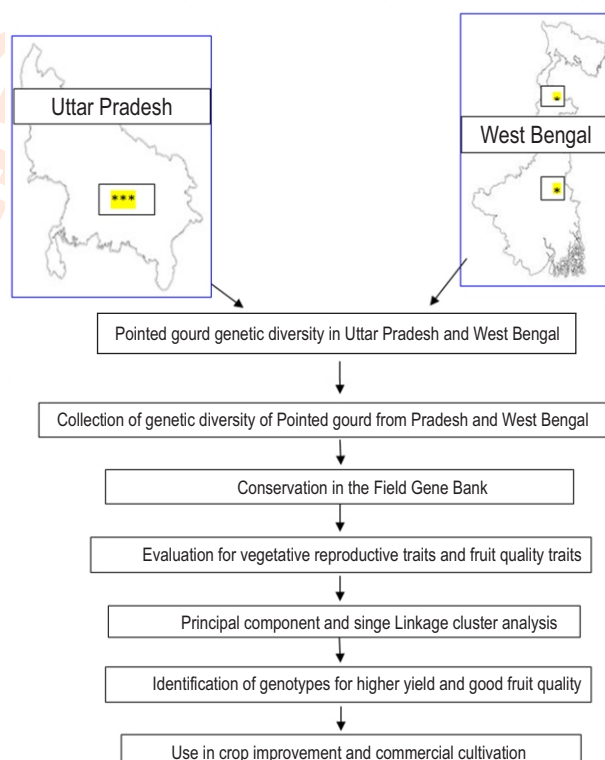 Uttar Pradesh
***
West Bengal
*
*
Pointed gourd genetic diversity in Uttar Pradesh and West Bengal
Collection of genetic diversity of Pointed gourd from Pradesh and West Bengal
Conservation in the Field Gene Bank
Evaluation for vegetative reproductive traits and fruit quality traits
Principal component and singe Linkage cluster analysis
Identification of genotypes for higher yield and good fruit quality
Use in crop improvement and commercial cultivation